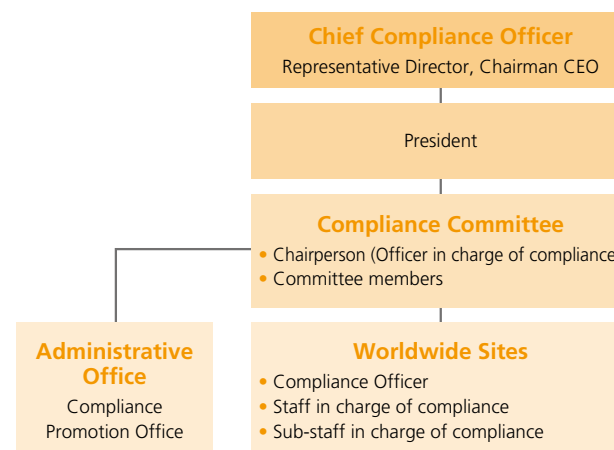 Chief Compliance Officer
Representative Director, Chairman CEO
President
Compliance Committee
• Chairperson (Officer in charge of compliance
• Committee members
Administrative
Office
Compliance
Promotion Office
Worldwide Sites
• Compliance Officer
• Staff in charge of compliance
• Sub-staff in charge of compliance